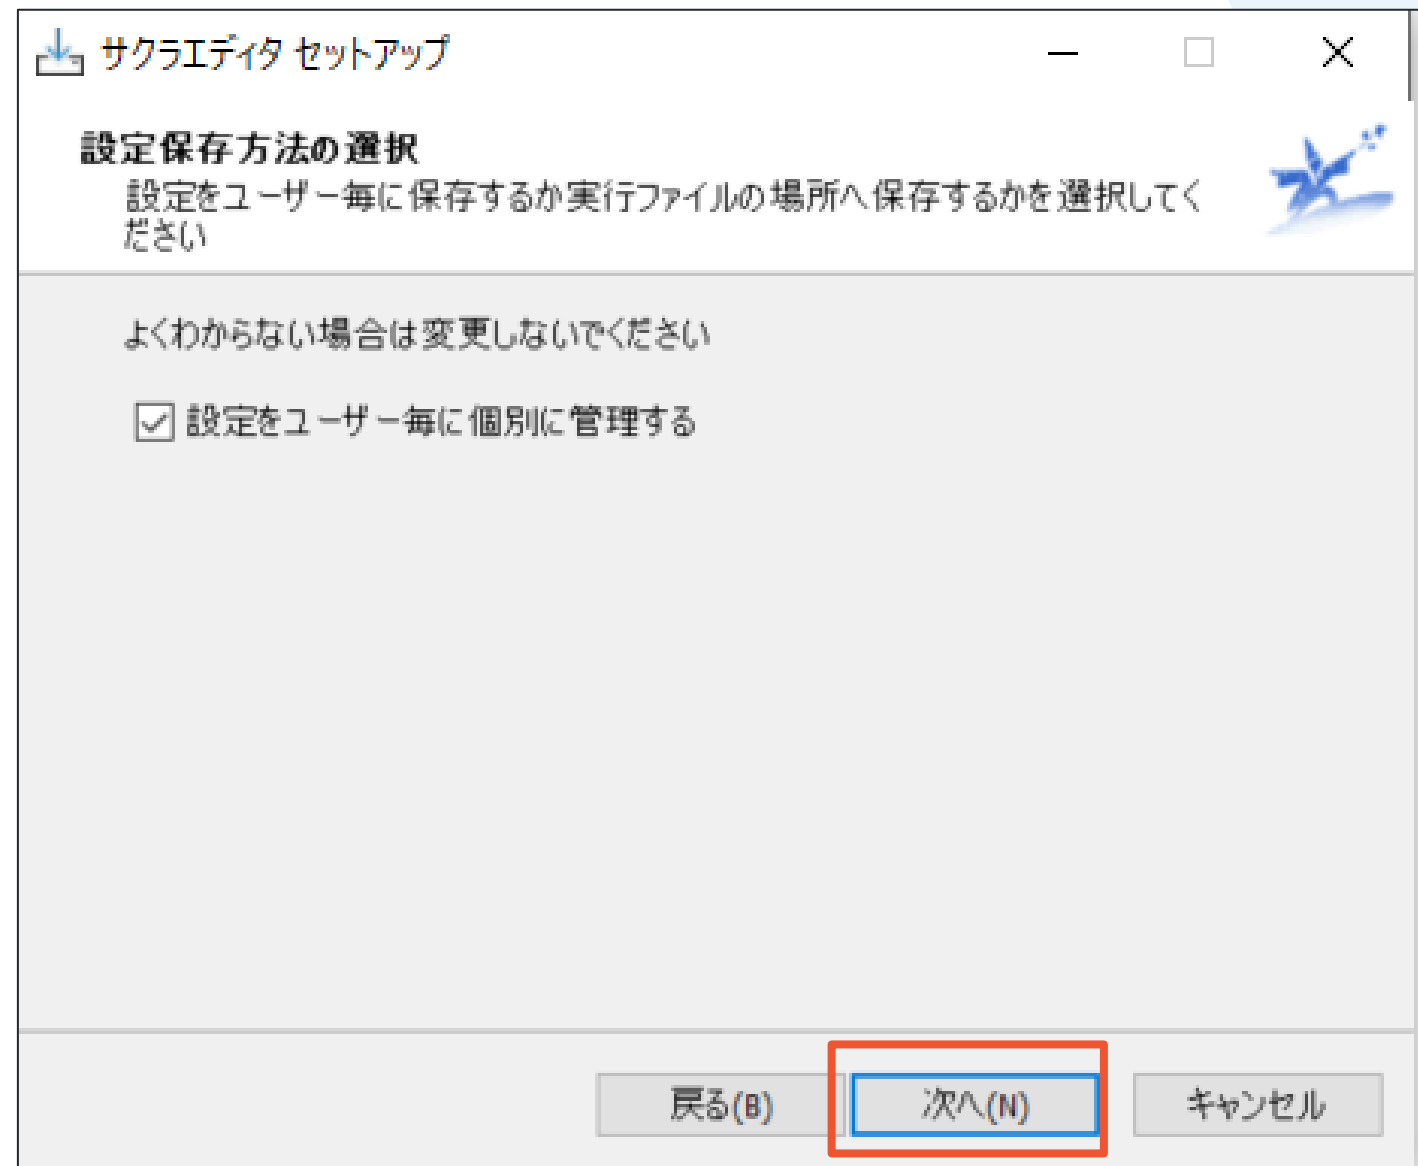 サクラエディタ セットアップ
設定保存方法の選択
設定をユーザー毎に保存するか実行ファイルの場所へ保存するかを選択してく
ださい
よくわからない場合は変更しないでください
設定をユーザー毎に個別に管理する
戻る(B)
次へ(N)
キャンセル